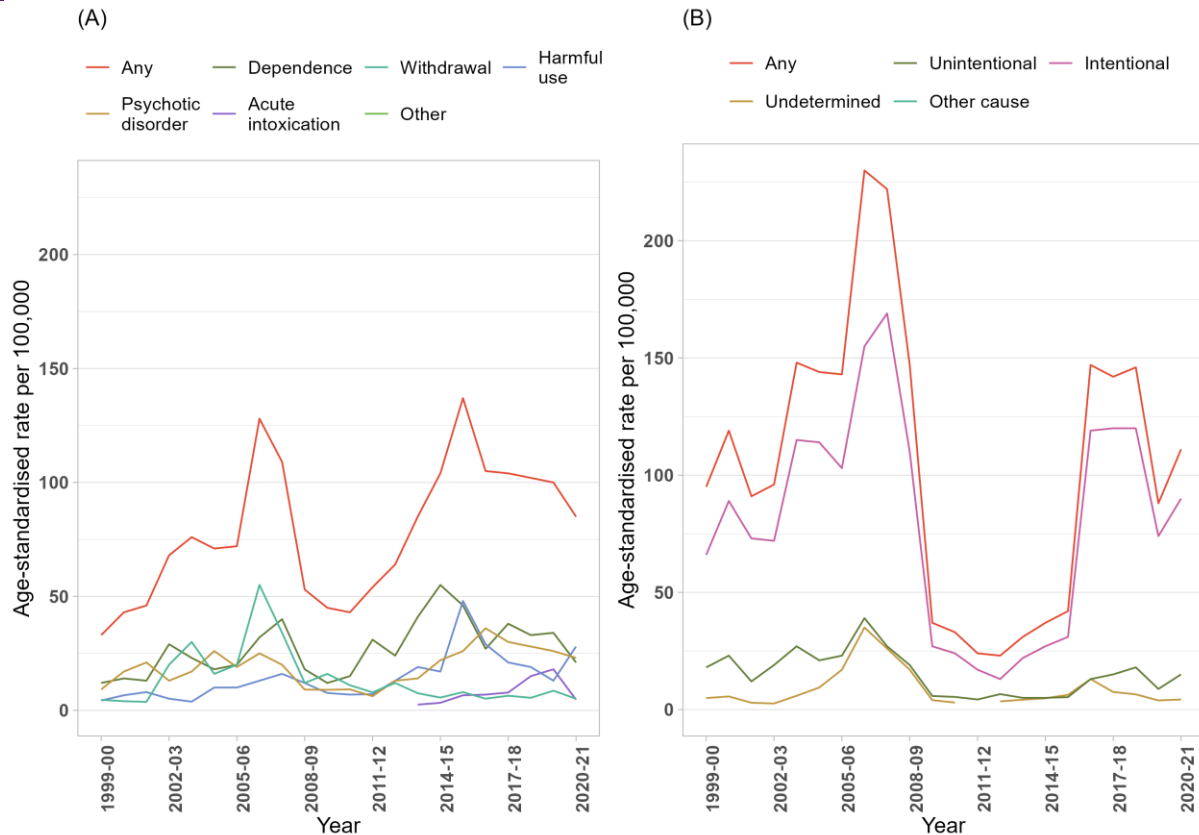 (A)
Any
Dependence
Withdrawal
Harmful
use
Psychotic
disorder
Acute
intoxication
Other
Age-standardised rate per 100,000
200
150
100
50
0
1999-00
2002-03
2005-06
2008-09
2011-12
2014-15
2017-18
2020-21
Year
(B)
Any
Unintentional
Intentional
Undetermined
Other cause
Age-standardised rate per 100,000
200
150
100
50
0
1999-00
2002-03
2005-06
2008-09
2011-12
2014-15
2017-18
2020-21
Year